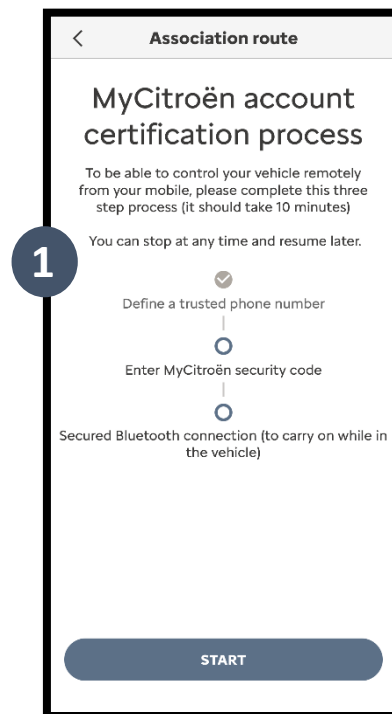 Association route
MyCitroën account
certification process
To be able to control your vehicle remotely
from your mobile, please complete this three
step process (it should take 10 minutes)
You can stop at any time and resume later.
1
Define a trusted phone number
Enter MyCitroën security code
Secured Bluetooth connection (to carry on while in
the vehicle)
START